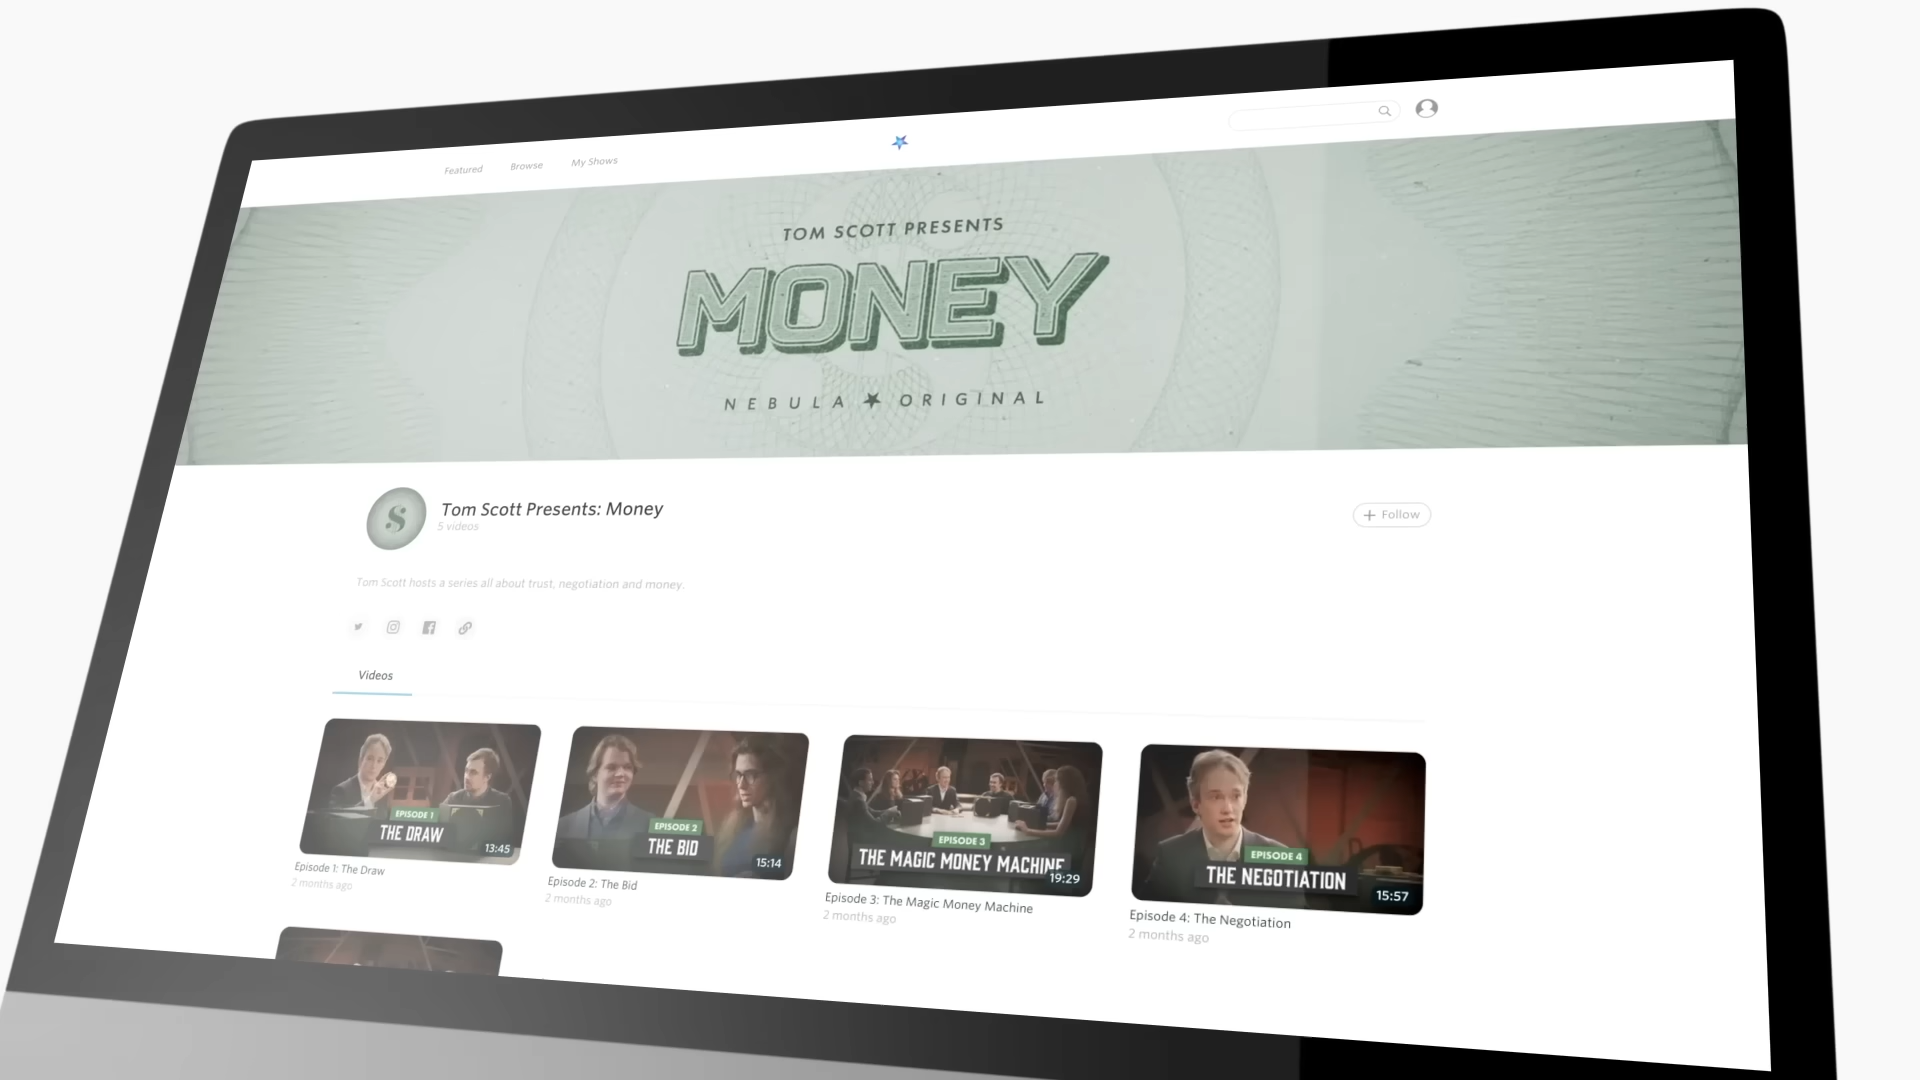 Featured Browse My Shows
TOM SCOTT PRESENTS
MONEY
NEBULA ORIGINAL
Tom Scott Presents: Money
5 videos
+ Follow
Tom Scott hosts a series all about trust, negotiation and money.
Videos
EPISODE 1
THE DRAW
13:45
Episode 1: The Draw
2 months ago
EPISODE 2
THE BID
15:14
Episode 2: The Bid
2 months ago
EPISODE 3
THE MAGIC MONEY MACHINE
19:29
Episode 3: The Magic Money Machine
2 months ago
EPISODE 4
THE NEGOTIATION
15:57
Episode 4: The Negotiation
2 months ago